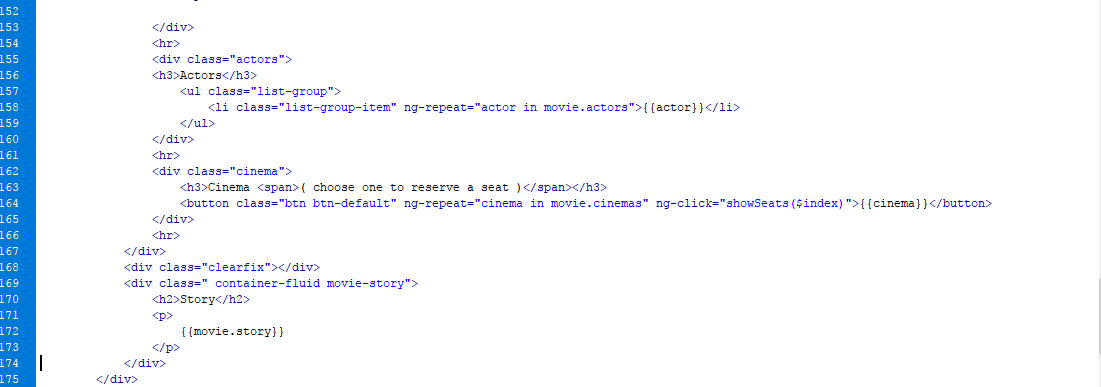 152
153 </div>
154 <hr>
155 <div class="actors">
156 <h3>Actors</h3>
157 <ul class="list-group">
158 <li class="list-group-item" ng-repeat="actor in movie.actors">{{actor}}</li>
159 </ul>
160 </div>
161 <hr>
162 <div class="cinema">
163 <h3>Cinema <span>( choose one to reserve a seat )</span></h3>
164 <button class="btn btn-default" ng-repeat="cinema in movie.cinemas" ng-click="showSeats($index)">{{cinema}}</button>
165 </div>
166 <hr>
167 </div>
168 <div class="clearfix"></div>
169 <div class=" container-fluid movie-story">
170 <h2>Story</h2>
171 <p>
172 {{movie.story}}
173 </p>
174 </div>
175 </div>